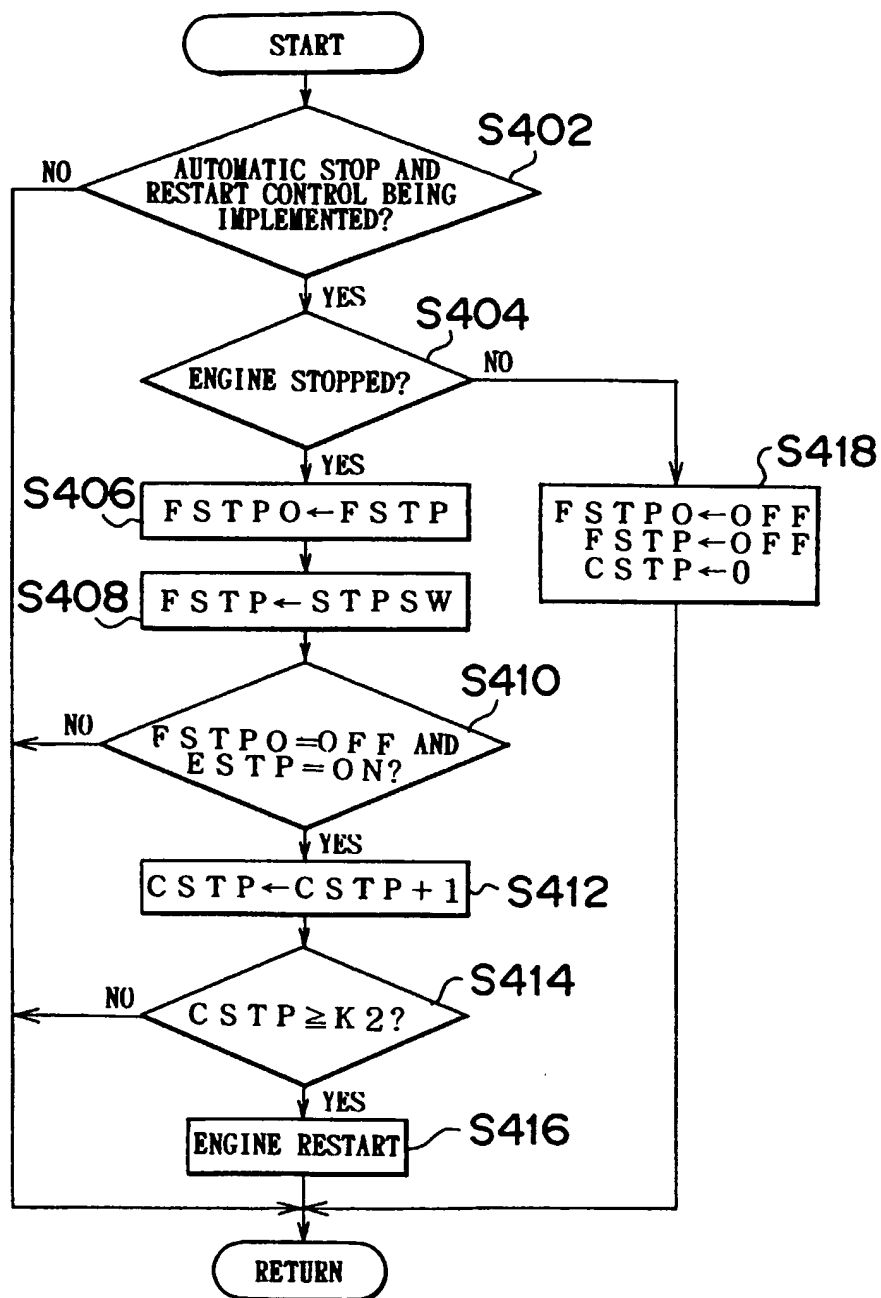 START
S402
NO
AUTOMATIC STOP AND
RESTART CONTROL BEING
IMPLEMENTED?
YES
S404
NO
ENGINE STOPPED?
YES
S406
FSTPO←FSTP
S418
FSTPO←OFF
FSTP←OFF
CSTP←0
S408
FSTP←STPSW
S410
NO
FSTPO=OFF AND
ESTP=ON?
YES
CSTP←CSTP+1
S412
S414
NO
CSTP≧K2?
YES
ENGINE RESTART
S416
RETURN